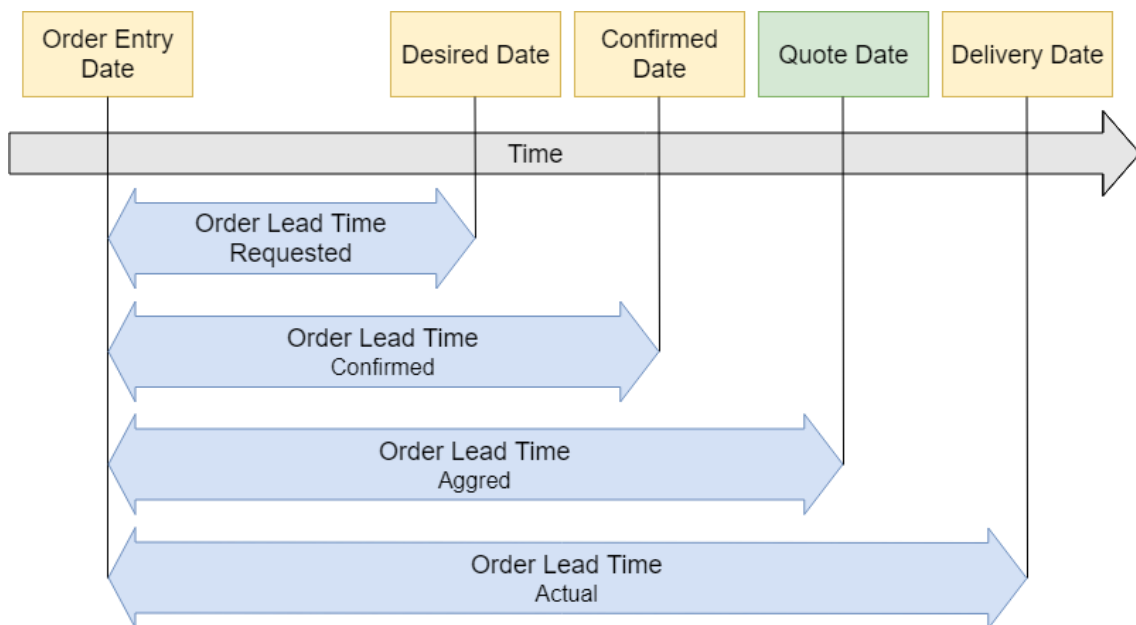 Order Entry
Date
Desired Date
Confirmed
Date
Quote Date
Delivery Date
Time
Order Lead Time
Requested
Order Lead Time
Confirmed
Order Lead Time
Aggred
Order Lead Time
Actual